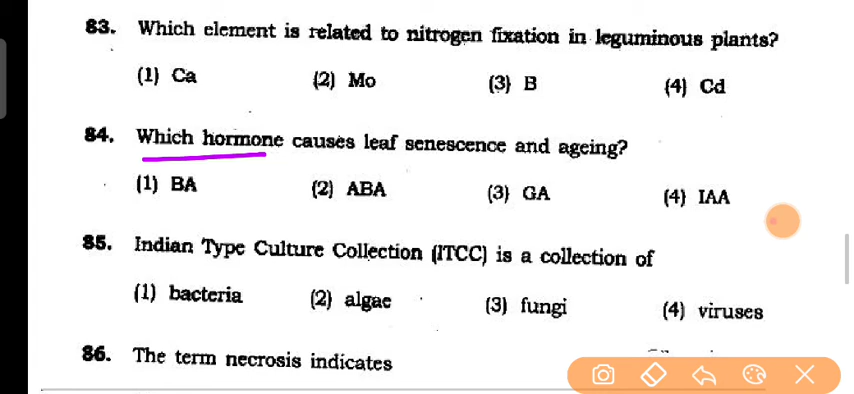 83. Which element is related to nitrogen fixation in leguminous plants?
(1) Ca (2) Mo (3) B (4) Cd
84. Which hormone causes leaf senescence and ageing?
(1) BA (2) ABA (3) GA (4) IAA
85. Indian Type Culture Collection (ITCC) is a collection of
(1) bacteria (2) algae (3) fungi (4) viruses
86. The term necrosis indicates